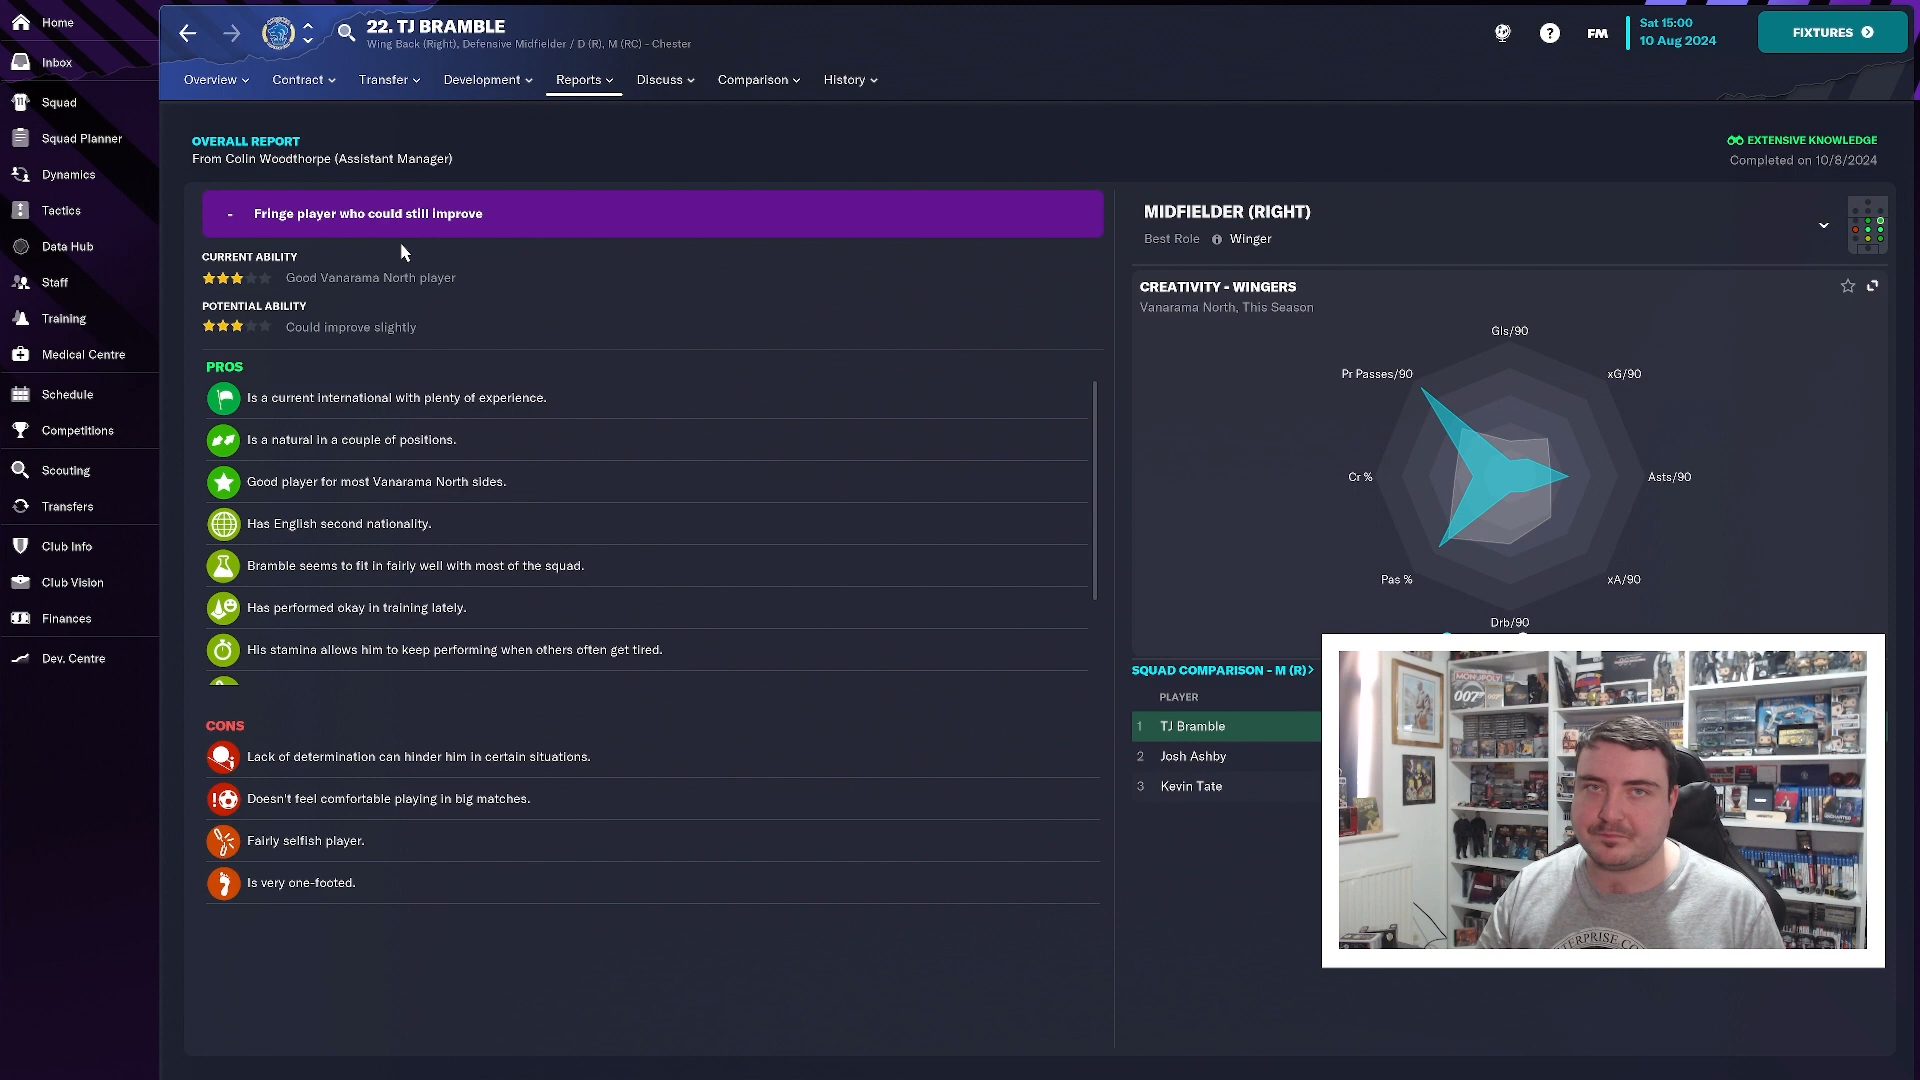 Home
Inbox
Squad
Squad Planner
Dynamics
Tactics
Data Hub
Staff
Training
Medical Centre
Schedule
Competitions
Scouting
Transfers
Club Info
Club Vision
Finances
Dev. Centre
22. TJ BRAMBLE
Wing Back (Right), Defensive Midfielder / D (R), M (RC) - Chester
FM
Sat 15:00
10 Aug 2024
FIXTURES
Overview
Contract
Transfer
Development
Reports
Discuss
Comparison
History
OVERALL REPORT
From Colin Woodthorpe (Assistant Manager)
EXTENSIVE KNOWLEDGE
Completed on 10/8/2024
- Fringe player who could still improve
CURRENT ABILITY
Good Vanarama North player
POTENTIAL ABILITY
Could improve slightly
PROS
Is a current international with plenty of experience.
Is a natural in a couple of positions.
Good player for most Vanarama North sides.
Has English second nationality.
Bramble seems to fit in fairly well with most of the squad.
Has performed okay in training lately.
His stamina allows him to keep performing when others often get tired.
CONS
Lack of determination can hinder him in certain situations.
Doesn't feel comfortable playing in big matches.
Fairly selfish player.
Is very one-footed.
MIDFIELDER (RIGHT)
Best Role Winger
CREATIVITY - WINGERS
Vanarama North, This Season
Gls/90
Pr Passes/90
xG/90
Cr %
Asts/90
Pas %
xA/90
Drb/90
SQUAD COMPARISON - M (R)>
PLAYER
1 TJ Bramble
2 Josh Ashby
3 Kevin Tate
MONOPOLY
007